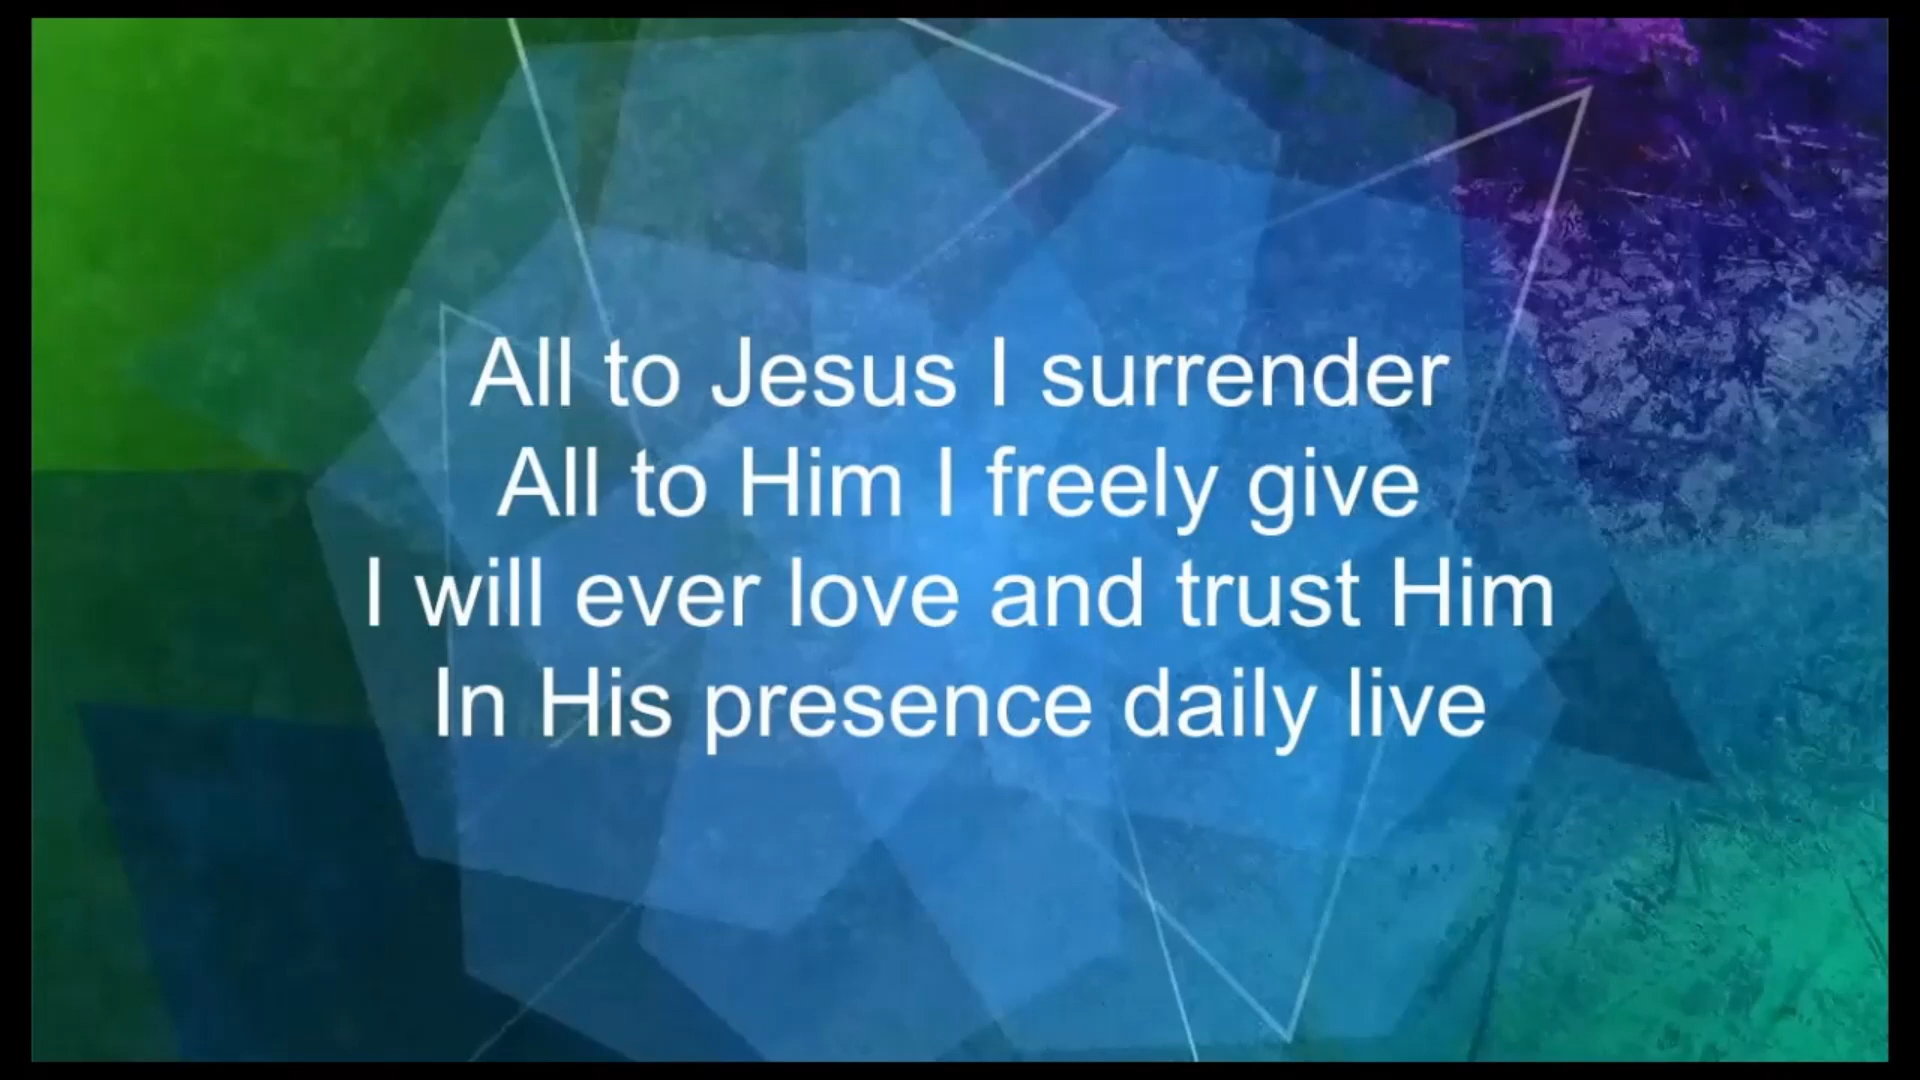 All to Jesus I surrender
All to Him I freely give
I will ever love and trust Him
In His presence daily live